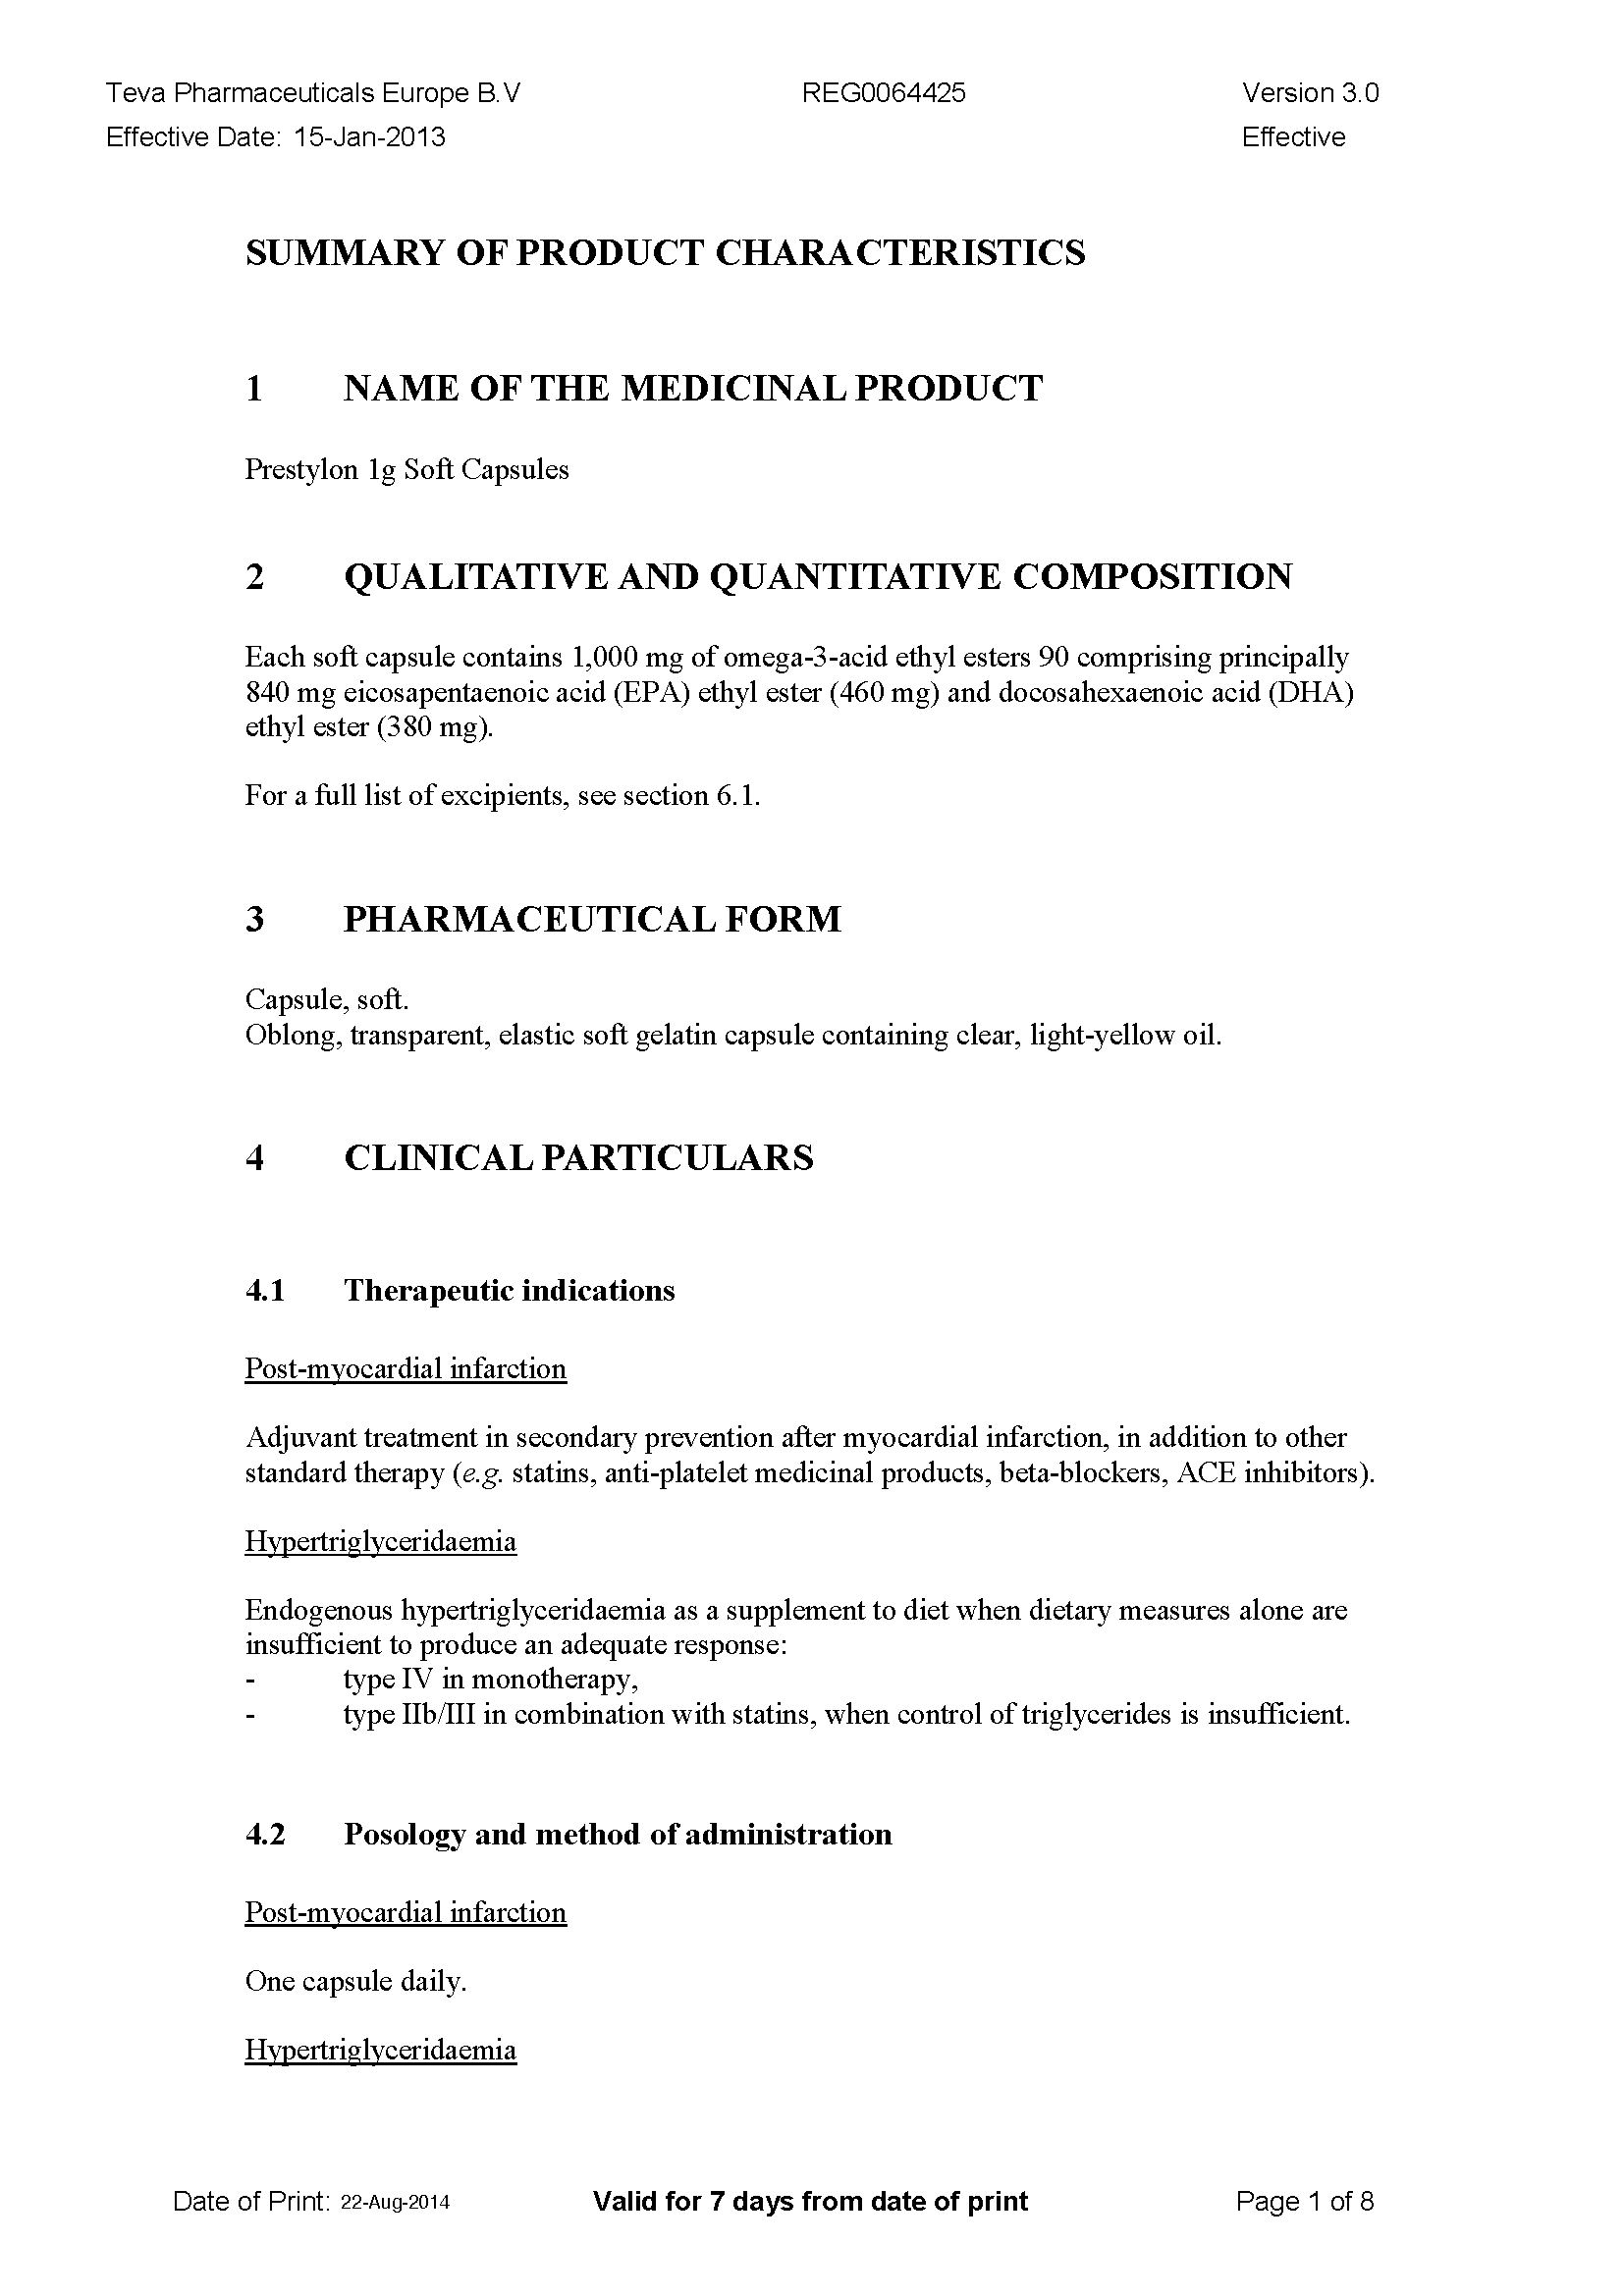 Teva Pharmaceuticals Europe B.V REG0064425 Version 3.0
Effective Date: 15-Jan-2013 Effective
SUMMARY OF PRODUCT CHARACTERISTICS
1 NAME OF THE MEDICINAL PRODUCT
Prestylon 1g Soft Capsules
2 QUALITATIVE AND QUANTITATIVE COMPOSITION
Each soft capsule contains 1,000 mg of omega-3-acid ethyl esters 90 comprising principally
840 mg eicosapentaenoic acid (EPA) ethyl ester (460 mg) and docosahexaenoic acid (DHA)
ethyl ester (380 mg).
For a full list of excipients, see section 6.1.
3 PHARMACEUTICAL FORM
Capsule, soft.
Oblong, transparent, elastic soft gelatin capsule containing clear, light-yellow oil.
4 CLINICAL PARTICULARS
4.1 Therapeutic indications
Post-myocardial infarction
Adjuvant treatment in secondary prevention after myocardial infarction, in addition to other
standard therapy (e.g. statins, anti-platelet medicinal products, beta-blockers, ACE inhibitors).
Hypertriglyceridaemia
Endogenous hypertriglyceridaemia as a supplement to diet when dietary measures alone are
insufficient to produce an adequate response:
- type IV in monotherapy,
- type IIb/III in combination with statins, when control of triglycerides is insufficient.
4.2 Posology and method of administration
Post-myocardial infarction
One capsule daily.
Hypertriglyceridaemia
Date of Print: 22-Aug-2014 Valid for 7 days from date of print Page 1 of 8